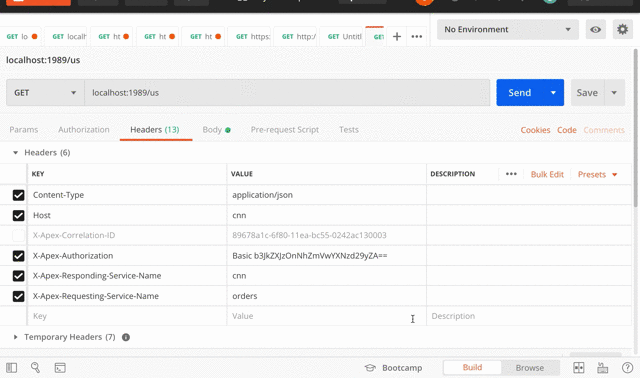 GET lo GET localh GET ht GET ht GET ht GET https: GET http:/ GET Untitl GET No Environment
localhost:1989/us
GET localhost:1989/us Send Save
Params Authorization Headers (13) Body Pre-request Script Tests Cookies Code Comments
Headers (6)
KEY VALUE DESCRIPTION Bulk Edit Presets
Content-Type application/json
Host cnn
X-Apex-Correlation-ID 89678a1c-6f80-11ea-bc55-0242ac130003
X-Apex-Authorization Basic b3JkZXJzOnNhZmVwYXNzd29yZA==
X-Apex-Responding-Service-Name cnn
X-Apex-Requesting-Service-Name orders
Key Value Description
Temporary Headers (7)
Bootcamp Build Browse